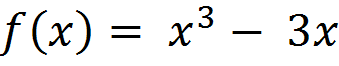 f(x) = x³ − 3x